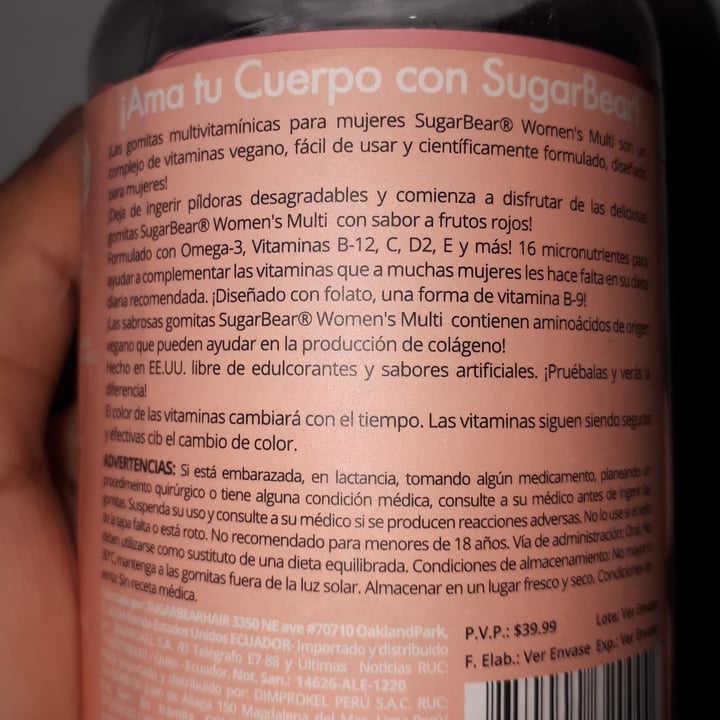 ¡Ama tu Cuerpo con SugarBear!
¡Las gomitas multivitamínicas para mujeres SugarBear® Women's Multi son un
complejo de vitaminas vegano, fácil de usar y científicamente formulado, diseñado
para mujeres!
¡Deja de ingerir píldoras desagradables y comienza a disfrutar de las deliciosas
gomitas SugarBear® Women's Multi con sabor a frutos rojos!
Formulado con Omega-3, Vitaminas B-12, C, D2, E y más! 16 micronutrientes para
ayudar a complementar las vitaminas que a muchas mujeres les hace falta en su dieta
diaria recomendada. ¡Diseñado con folato, una forma de vitamina B-9!
¡Las sabrosas gomitas SugarBear® Women's Multi contienen aminoácidos de origen
vegano que pueden ayudar en la producción de colágeno!
Hecho en EE.UU. libre de edulcorantes y sabores artificiales. ¡Pruébalas y verás la
diferencia!
El color de las vitaminas cambiará con el tiempo. Las vitaminas siguen siendo seguras
y efectivas cib el cambio de color.
ADVERTENCIAS: Si está embarazada, en lactancia, tomando algún medicamento, planeando un
procedimeinto quirúrgico o tiene alguna condición médica, consulte a su médico antes de ingerir las
gomitas. Suspenda su uso y consulte a su médico si se producen reacciones adversas. No lo use si el sello
de la tapa falta o está roto. No recomendado para menores de 18 años. Vía de administración: Oral. No
deben utilizarse como sustituto de una dieta equilibrada. Condiciones de almacenamiento: No mayor a
30°C, mantenga a las gomitas fuera de la luz solar. Almacenar en un lugar fresco y seco. Condiciones de
venta: Sin receta médica.
por: SUGARBEARHAIR 3350 NE ave #70710 OaklandPark,
Florida-Estados Unidos ECUADOR- Importado y distribuido
DIMPROKEL S.A. /El Telégrafo E7-88 y Últimas Noticias RUC:
/ Quito - Ecuador. Not. San.: 14626-ALE-1220
Importado y distribuido por: DIMPROKEL PERÚ S.A.C. RUC:
Juan de Aliaga 150 Magdalena del Mar
P.V.P.: $39.99
Lote: Ver Envase
F. Elab.: Ver Envase Exp.: Ver Envase